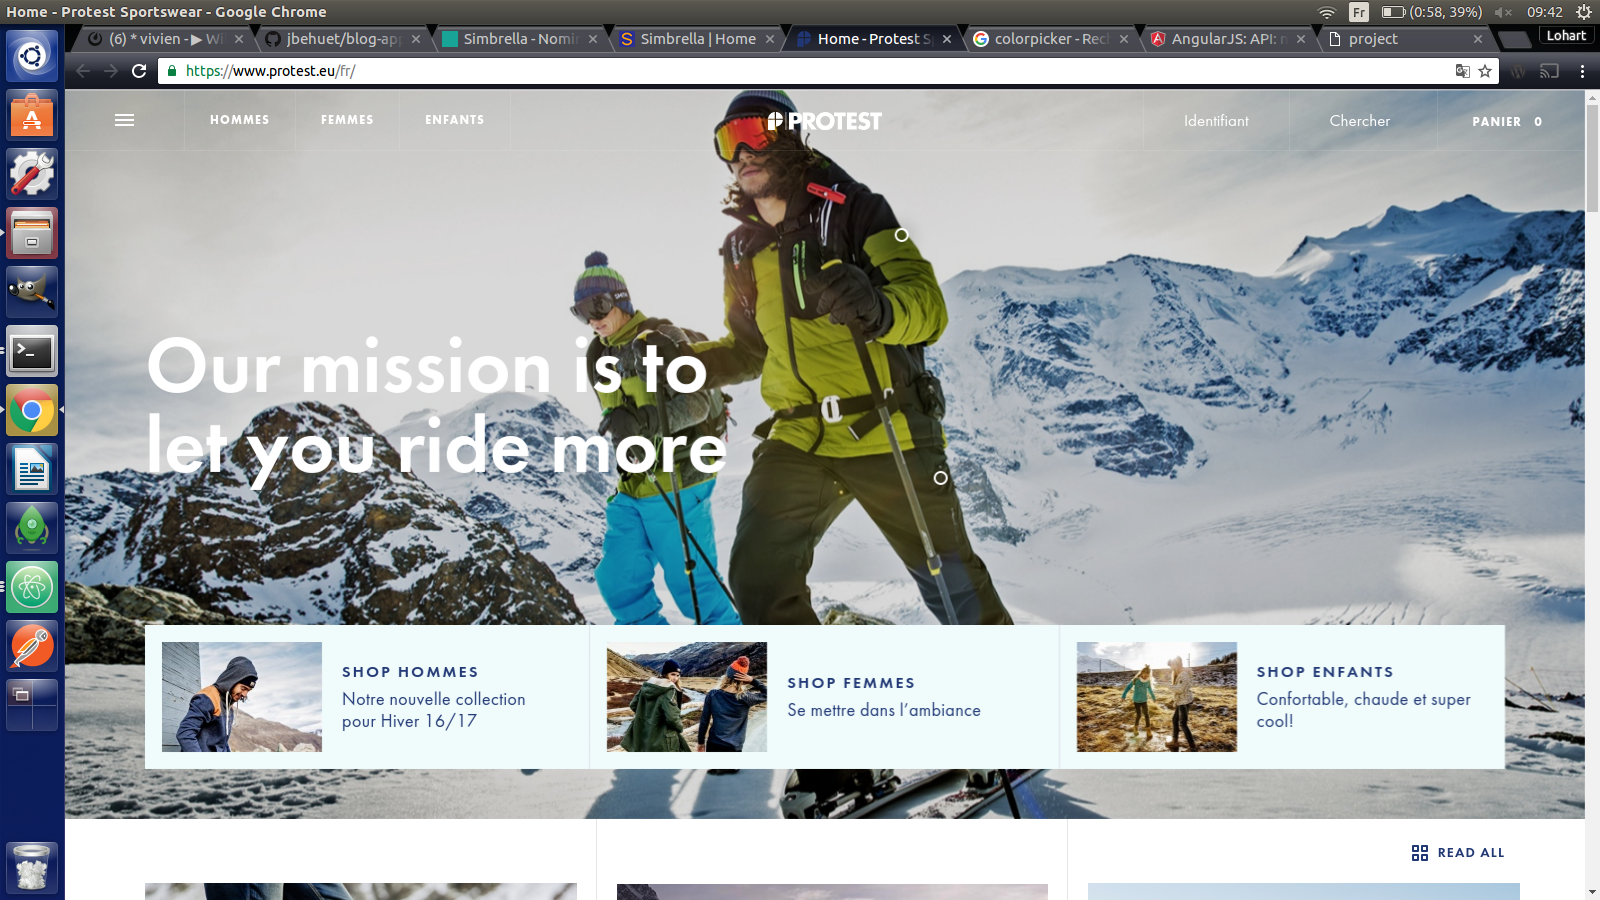 Home - Protest Sportswear - Google Chrome
Fr
(0:58, 39%)
09:42
(6) * vivien - ▶ Wi
jbehuet/blog-app
Simbrella - Nomi
Simbrella | Home
Home - Protest S
colorpicker - Rec
AngularJS: API: n
project
Lohart
https://www.protest.eu/fr/
HOMMES
FEMMES
ENFANTS
PROTEST
Identifiant
Chercher
PANIER 0
Our mission is to
let you ride more
SHOP HOMMES
Notre nouvelle collection
pour Hiver 16/17
SHOP FEMMES
Se mettre dans l’ambiance
SHOP ENFANTS
Confortable, chaude et super
cool!
READ ALL